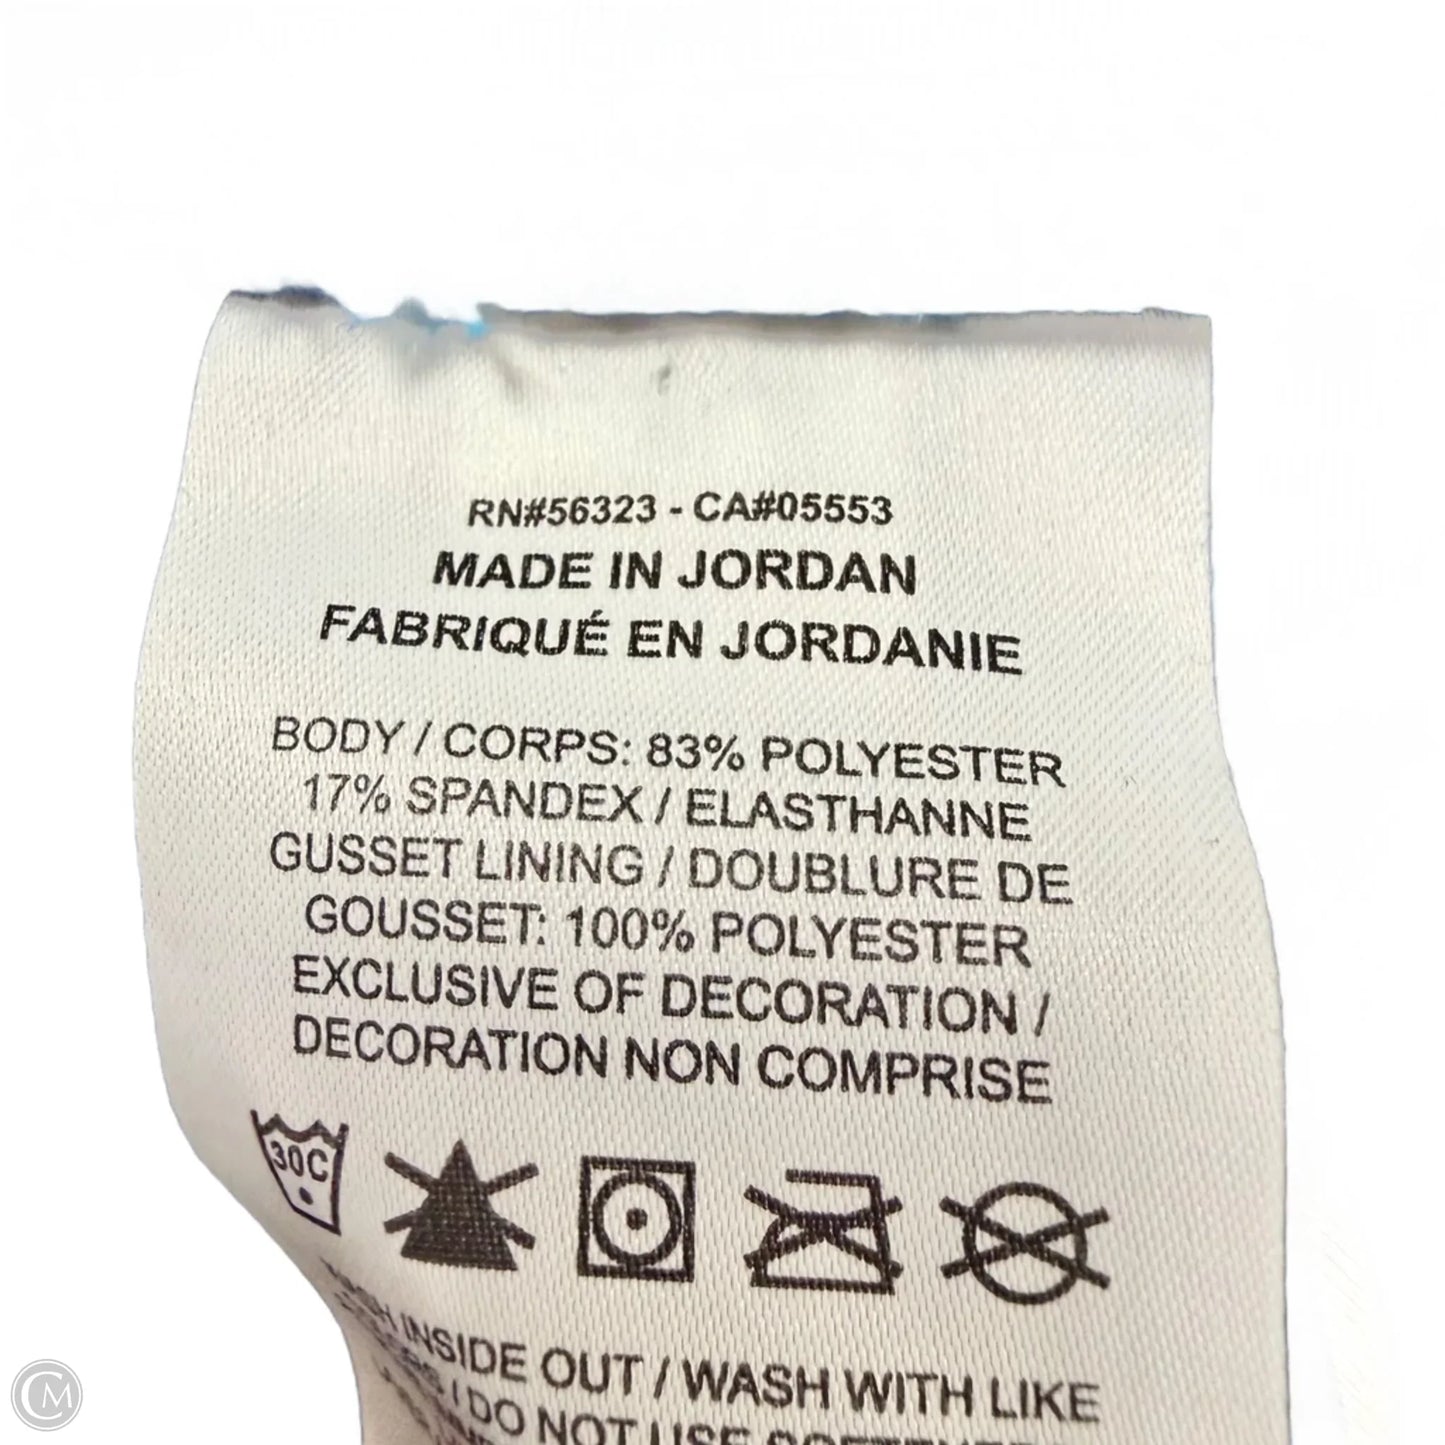 RN#56323 - CA#05553
MADE IN JORDAN
FABRIQUÉ EN JORDANIE
BODY / CORPS: 83% POLYESTER
17% SPANDEX / ELASTHANNE
GUSSET LINING / DOUBLURE DE
GOUSSET: 100% POLYESTER
EXCLUSIVE OF DECORATION /
DECORATION NON COMPRISE
30C
INSIDE OUT / WASH WITH LIKE
/ DO NOT USE
CM